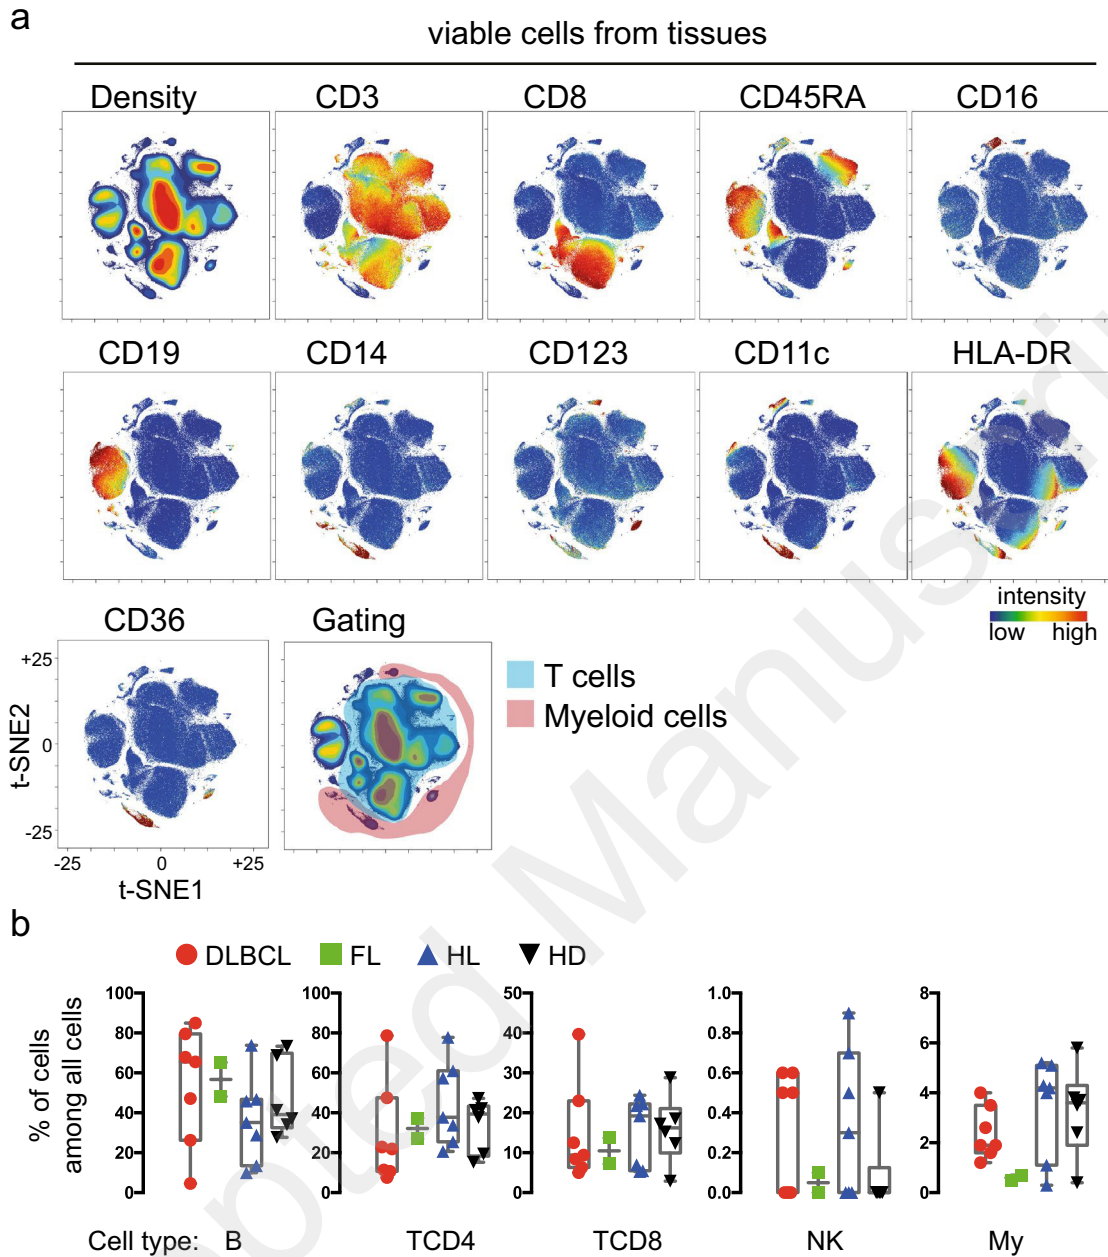 a
viable cells from tissues
Density CD3 CD8 CD45RA CD16
CD19 CD14 CD123 CD11c HLA-DR
intensity
low high
CD36 Gating
+25
0
-25
t-SNE2
-25 0 +25
t-SNE1
T cells
Myeloid cells
b
DLBCL FL HL HD
% of cells
among all cells
100 80 60 40 20 0
100 80 60 40 20 0
50 40 30 20 10 0
1.0 0.8 0.6 0.4 0.2 0.0
8 6 4 2 0
Cell type: B TCD4 TCD8 NK My
pted Manuscri